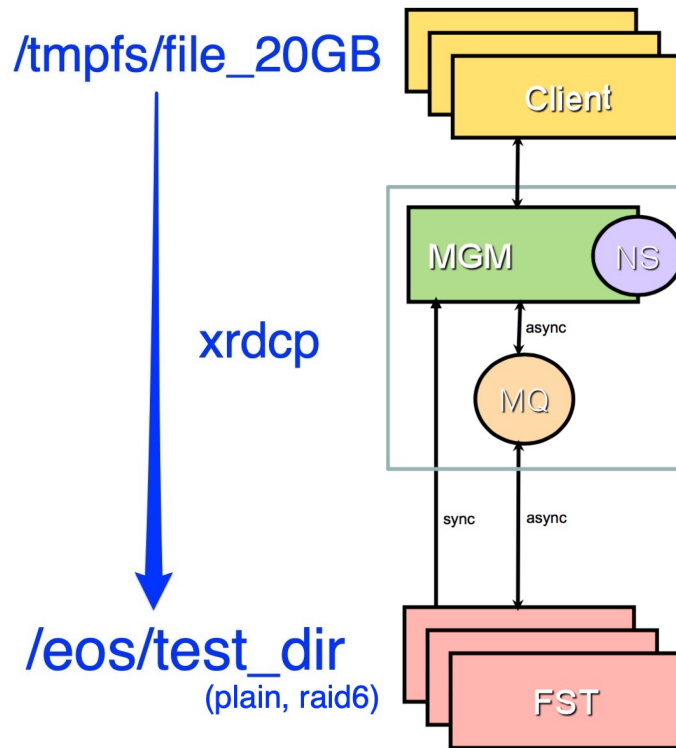 /tmpfs/file_20GB
Client
MGM
NS
async
xrdcp
MQ
sync
async
/eos/test_dir
(plain, raid6)
FST